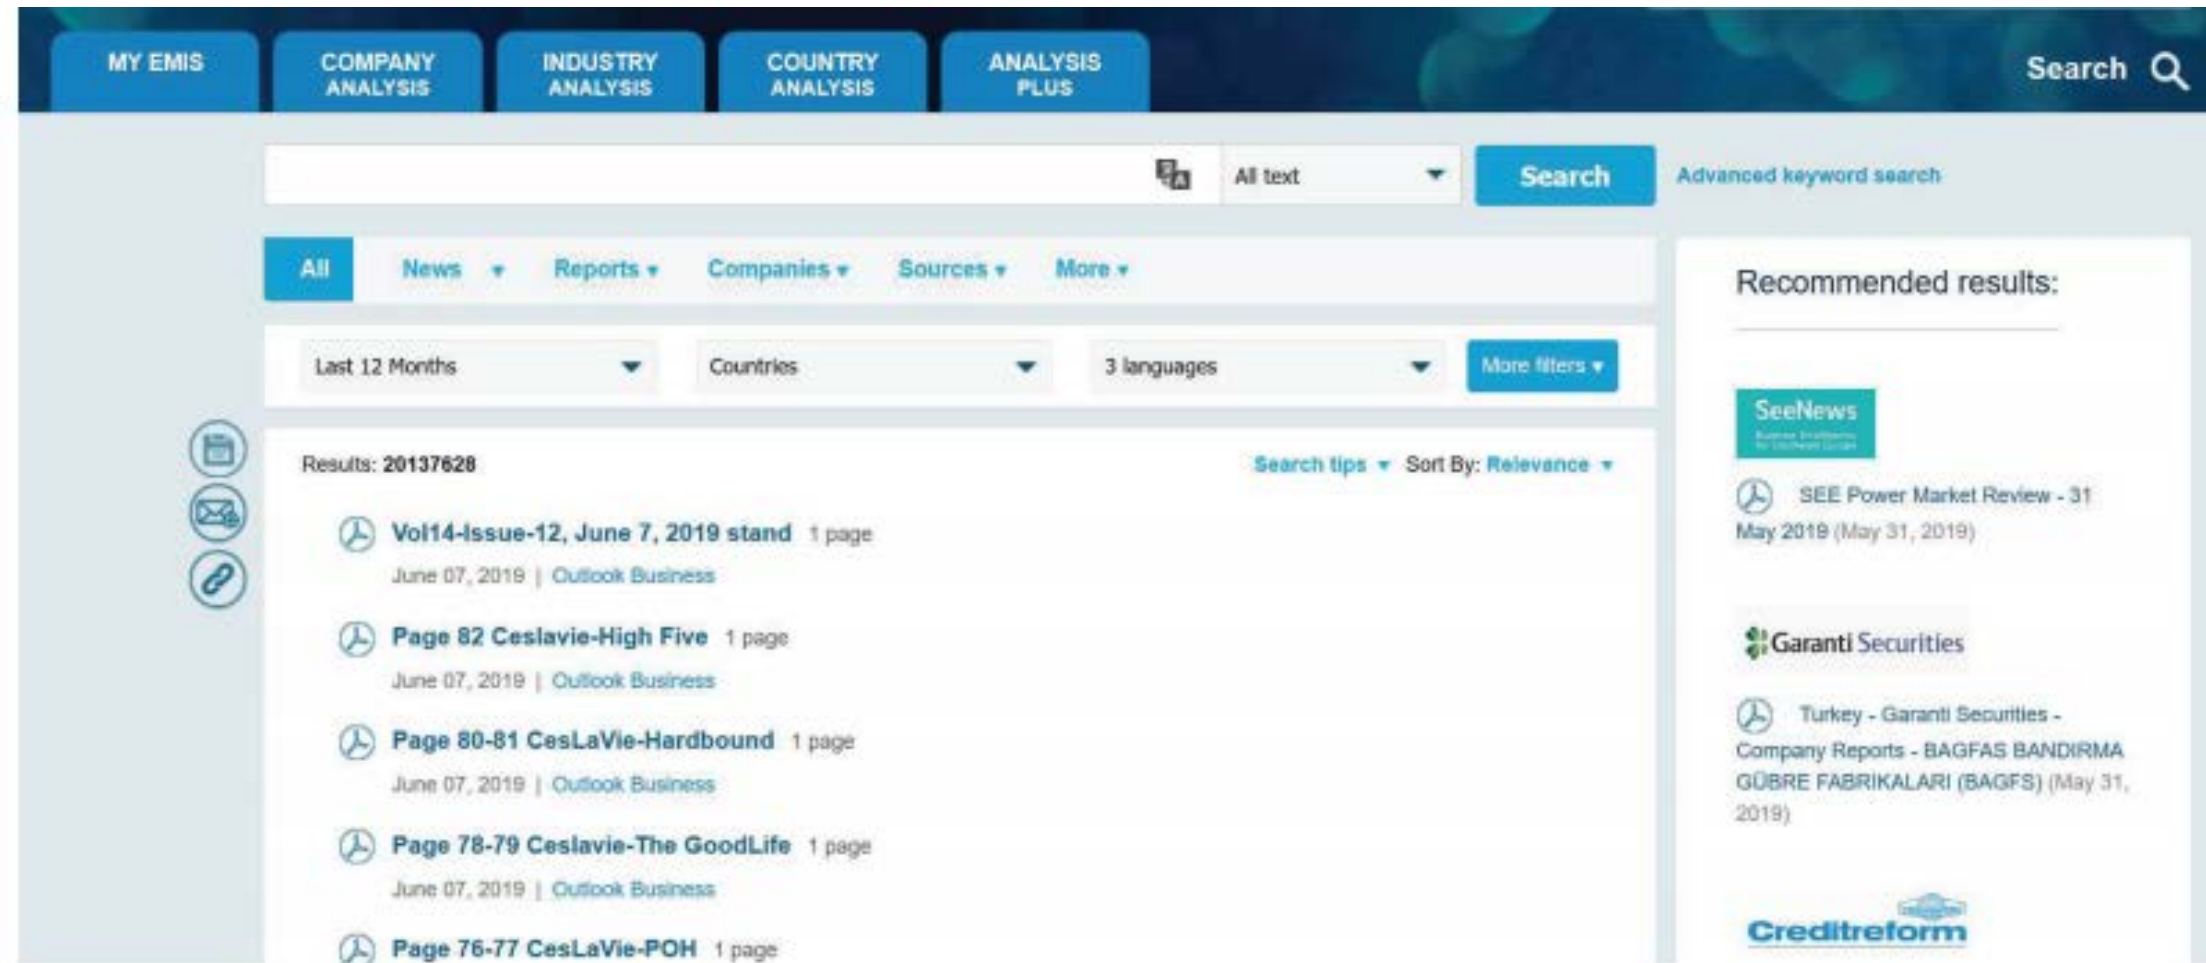 MY EMIS
COMPANY
ANALYSIS
INDUSTRY
ANALYSIS
COUNTRY
ANALYSIS
ANALYSIS
PLUS
Search
All text
Search
Advanced keyword search
All
News
Reports
Companies
Sources
More
Last 12 Months
Countries
3 languages
More filters
Results: 20137628
Search tips
Sort By: Relevance
Vol14-Issue-12, June 7, 2019 stand 1 page
June 07, 2019 | Outlook Business
Page 82 Ceslavie-High Five 1 page
June 07, 2019 | Outlook Business
Page 80-81 CesLaVie-Hardbound 1 page
June 07, 2019 | Outlook Business
Page 78-79 Ceslavie-The GoodLife 1 page
June 07, 2019 | Outlook Business
Page 76-77 CesLaVie-POH 1 page
Recommended results:
SeeNews
SEE Power Market Review - 31
May 2019 (May 31, 2019)
Garanti Securities
Turkey - Garanti Securities -
Company Reports - BAGFAS BANDIRMA
GÜBRE FABRIKALARI (BAGFS) (May 31,
2019)
Creditreform